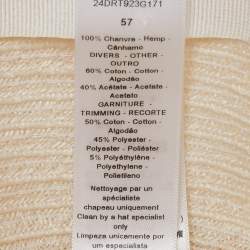 24DRT923G171
57
100% Chanvre - Hemp -
Cânhamo
DIVERS - OTHER -
OUTRO
60% Coton - Cotton -
Algodão
40% Acétate - Acetate -
Acetato
GARNITURE -
TRIMMING - RECORTE
50% Coton - Cotton -
Algodão
45% Polyester -
Polyester - Poliéster
5% Polyéthylène -
Polyethylene -
Polietileno
Nettoyage par un
spécialiste
chapeau uniquement
Clean by a hat specialist
only
Limpeza unicamente
por um especialista